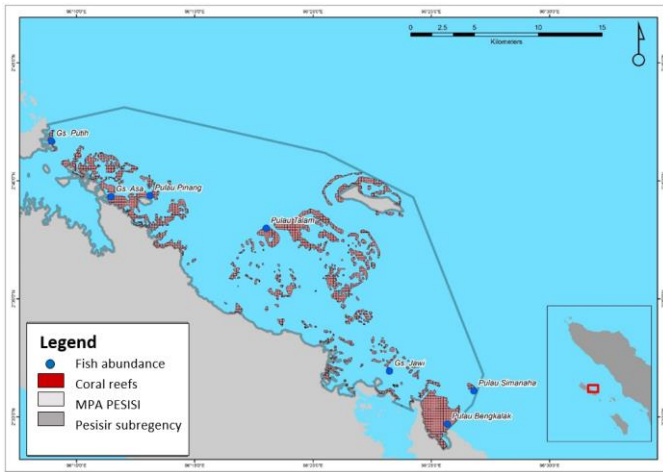 0 2.5 5 10 15
Kilometers
Gs. Putih
Gs. Asa
Pulau Pinang
Pulau Talam
Gs. Jawi
Pulau Simanaha
Pulau Bengkalak
Legend
Fish abundance
Coral reefs
MPA PESISI
Pesisir subregency